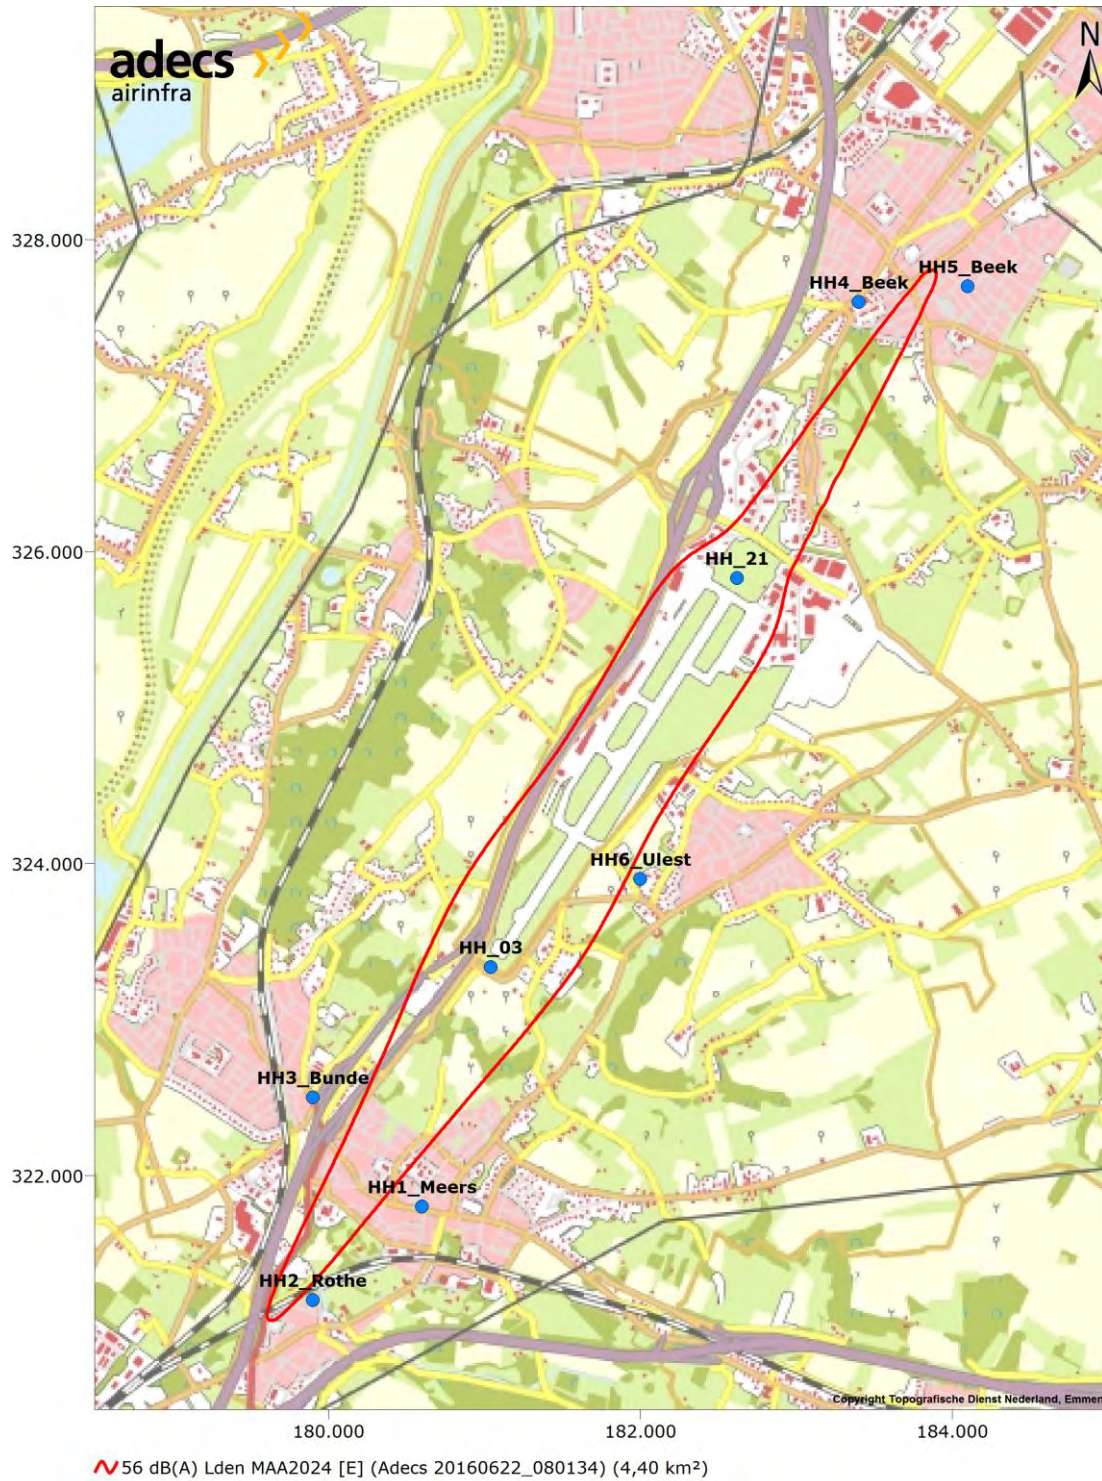 adecs
airinfra
N
328.000
HH5_Beek
HH4_Beek
326.000
HH_21
324.000
HH6_Ulest
HH_03
HH3_Bunde
322.000
HH1_Meers
HH2_Rothe
Copyright Topografische Dienst Nederland, Emmen
180.000 182.000 184.000
56 dB(A) Lden MAA2024 [E] (Adecs 20160622_080134) (4,40 km²)